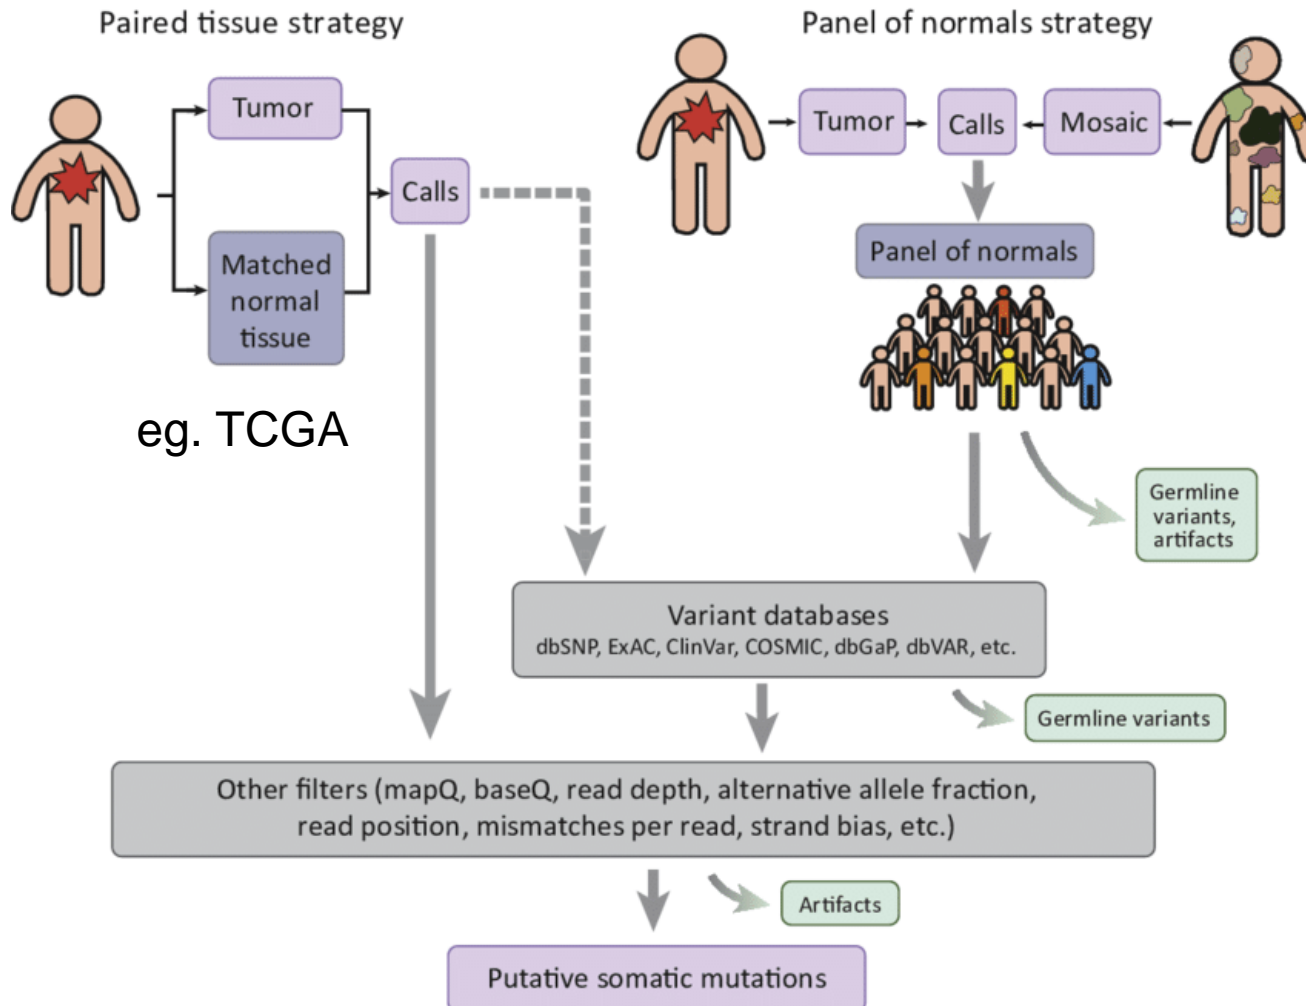 Paired tissue strategy
Tumor
Calls
Matched
normal
tissue
eg. TCGA
Panel of normals strategy
Tumor
Calls
Mosaic
Panel of normals
Germline
variants,
artifacts
Variant databases
dbSNP, ExAC, ClinVar, COSMIC, dbGaP, dbVAR, etc.
Germline variants
Other filters (mapQ, baseQ, read depth, alternative allele fraction,
read position, mismatches per read, strand bias, etc.)
Artifacts
Putative somatic mutations